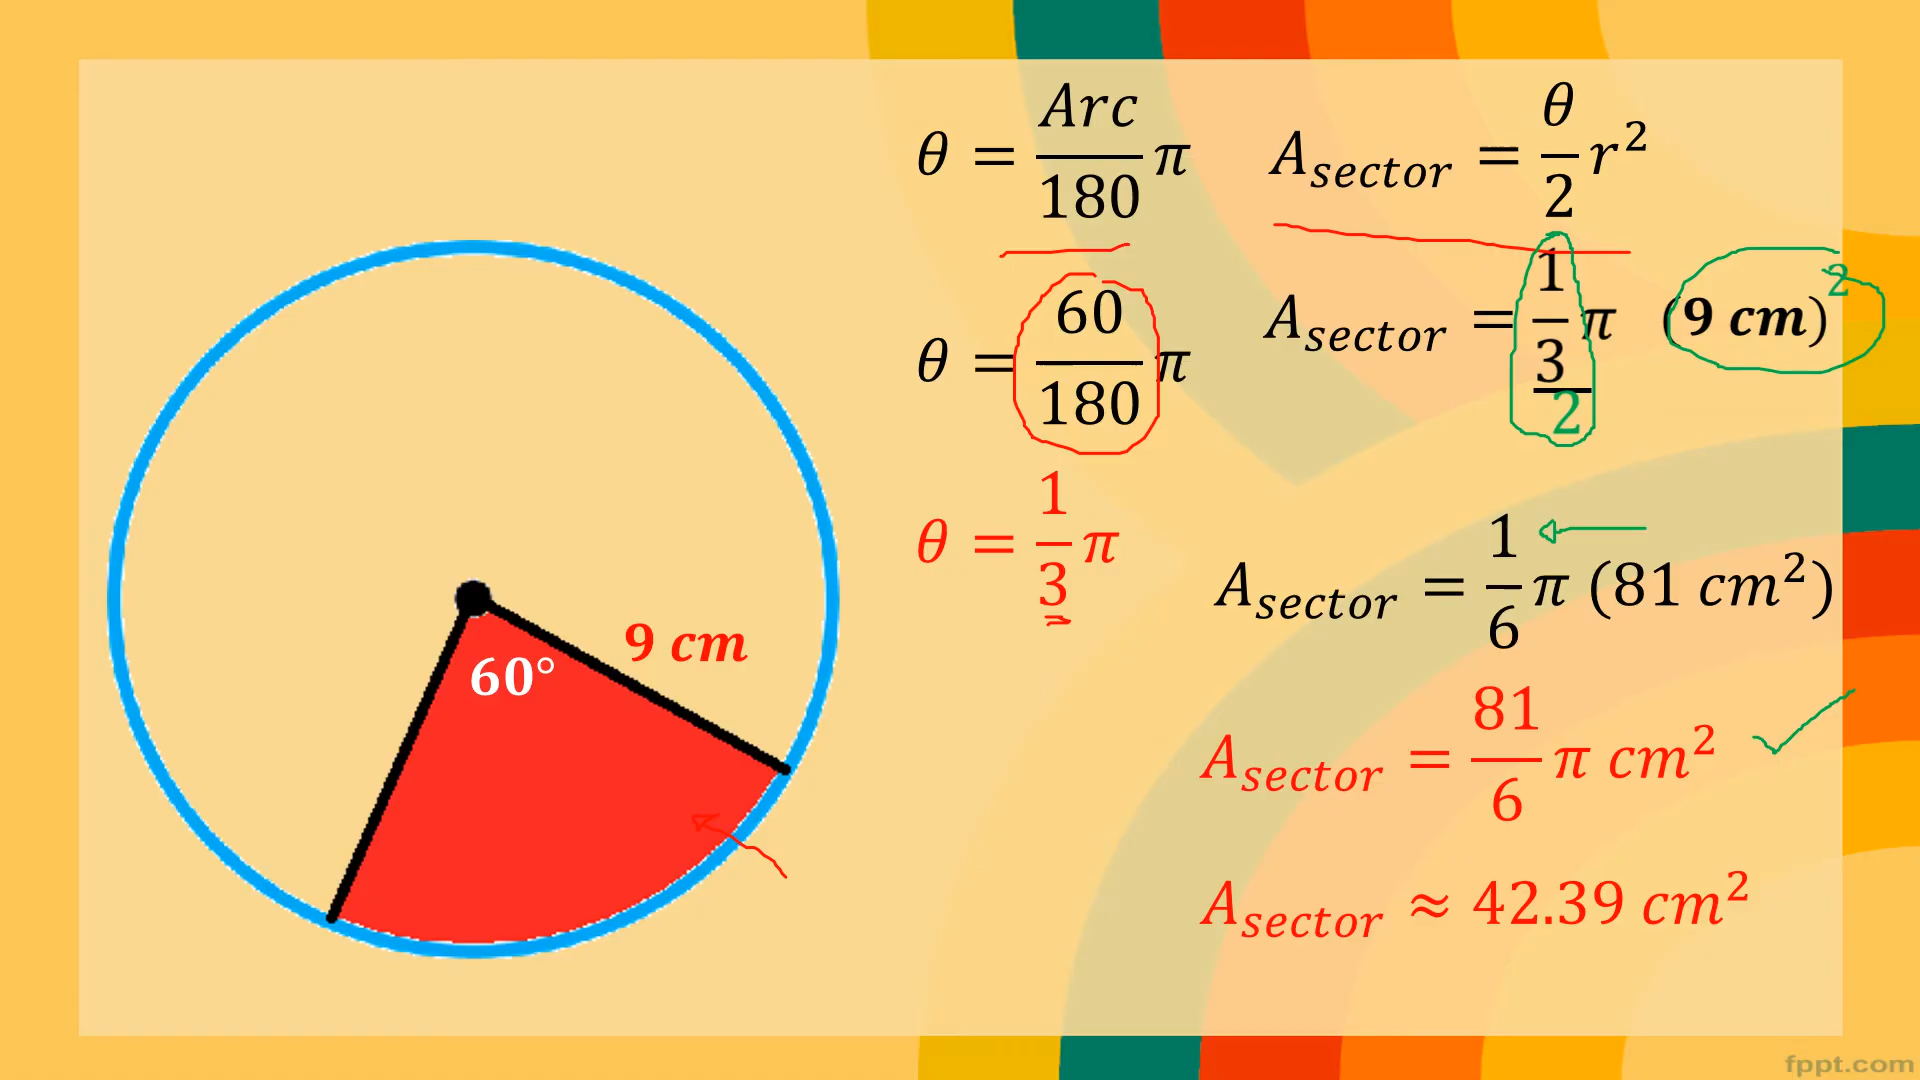 θ = Arc/180 π
θ = 60/180 π
θ = 1/3 π
A_sector = θ/2 r²
A_sector = (1/3 π)/2 (9 cm)²
A_sector = 1/6 π (81 cm²)
A_sector = 81/6 π cm²
A_sector ≈ 42.39 cm²
9 cm
60°
fppt.com